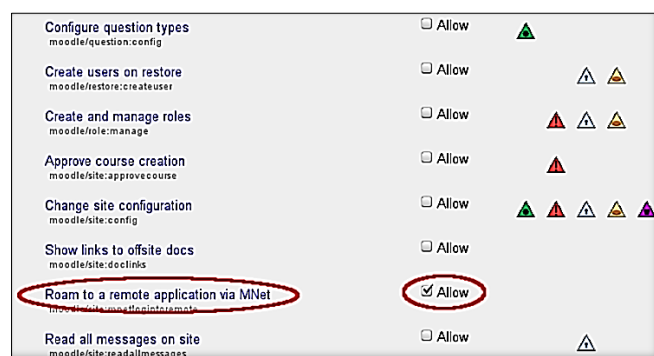 Configure question types Allow
moodle/question:config
Create users on restore Allow
moodle/restore:createuser
Create and manage roles Allow
moodle/role:manage
Approve course creation Allow
moodle/site:approvecourse
Change site configuration Allow
moodle/site:config
Show links to offsite docs Allow
moodle/site:doclinks
Roam to a remote application via MNet Allow
moodle/site:mnetlogintoremote
Read all messages on site Allow
moodle/site:readallmessages